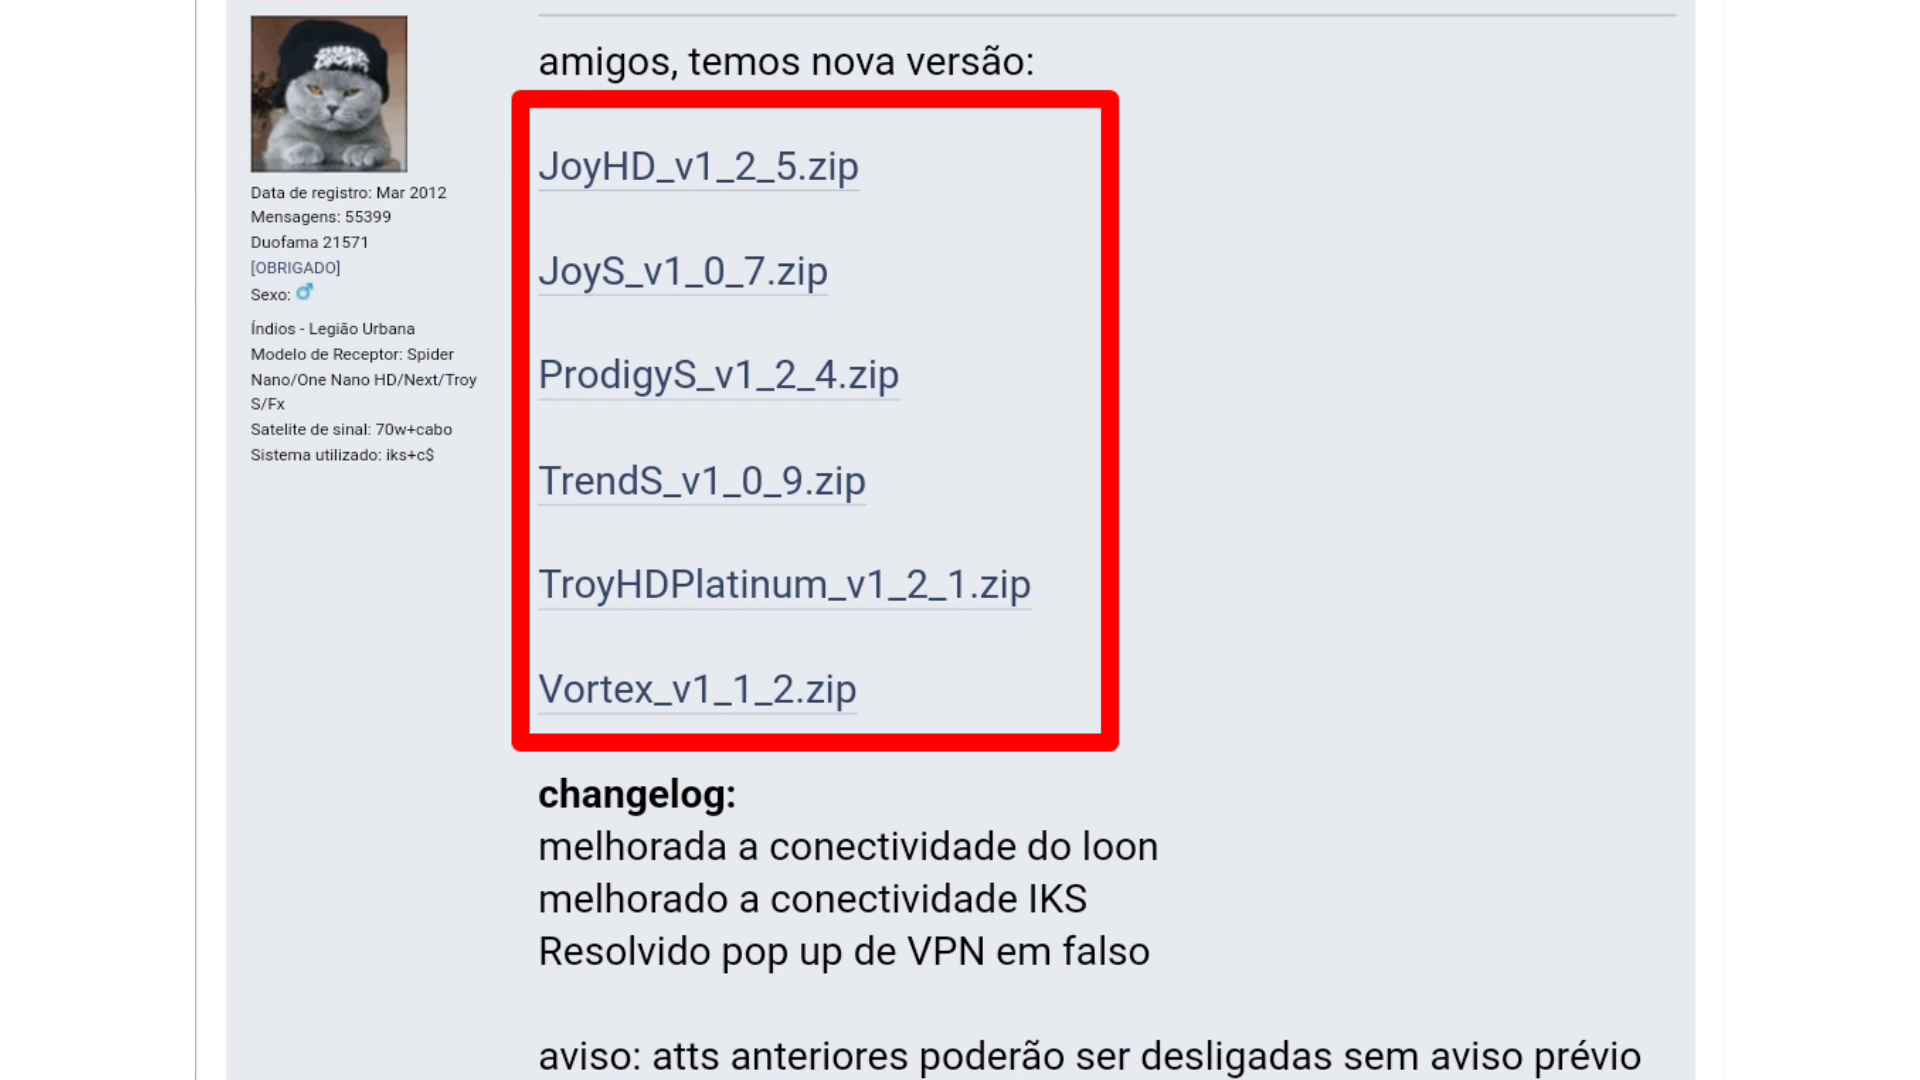 Data de registro: Mar 2012
Mensagens: 55399
Duofama 21571
[OBRIGADO]
Sexo:
Índios - Legião Urbana
Modelo de Receptor: Spider
Nano/One Nano HD/Next/Troy
S/Fx
Satelite de sinal: 70w+cabo
Sistema utilizado: iks+c$
amigos, temos nova versão:
JoyHD_v1_2_5.zip
JoyS_v1_0_7.zip
ProdigyS_v1_2_4.zip
TrendS_v1_0_9.zip
TroyHDPlatinum_v1_2_1.zip
Vortex_v1_1_2.zip
changelog:
melhorada a conectividade do loon
melhorado a conectividade IKS
Resolvido pop up de VPN em falso
aviso: atts anteriores poderão ser desligadas sem aviso prévio